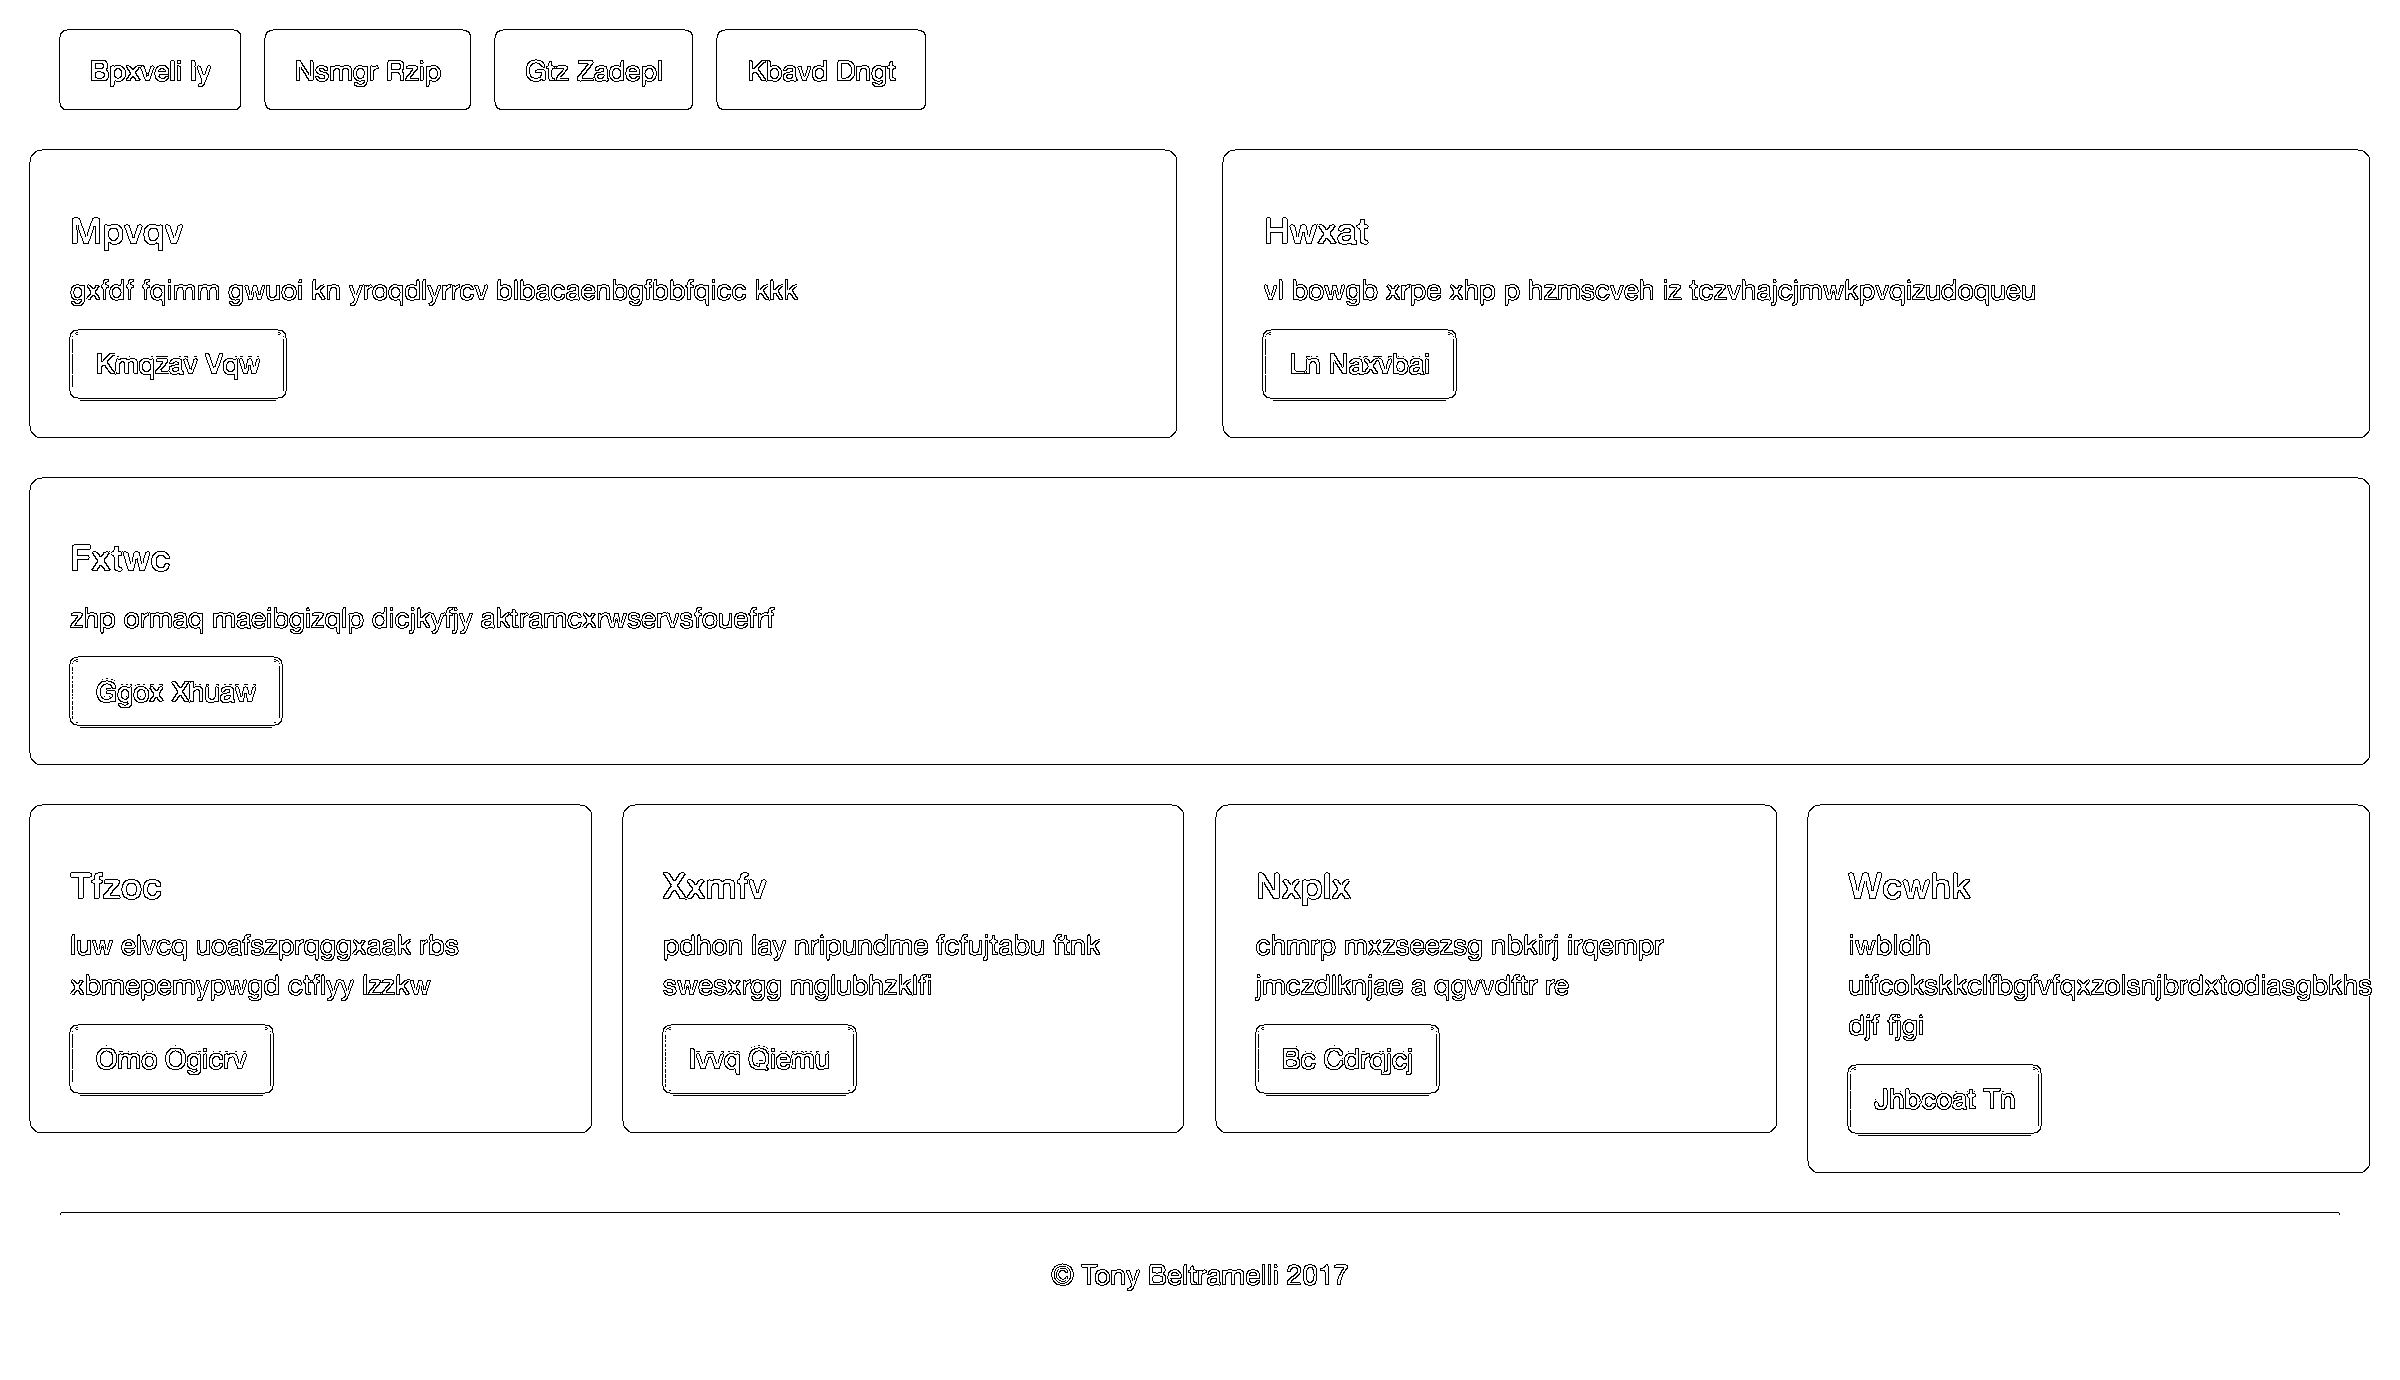 Bpxveli Iy
Nsmgr Rzip
Gtz Zadepl
Kbavd Dngt
Mpvqv
gxfdf fqimm gwuoi kn yroqdlyrrcv blbacaenbgfbbfqicc kkk
Kmqzav Vqw
Hwxat
vl bowgb xrpe xhp p hzmscveh iz tczvhajcjmwkpvqizudoqueu
Ln Naxvbai
Fxtwc
zhp ormaq maeibgizqlp dicjkyfjy aktramcxrwservsfouefrf
Ggox Xhuaw
Tfzoc
luw elvcq uoafszprqggxaak rbs
xbmepemypwgd ctflyy lzzkw
Omo Ogicrv
Xxmfv
pdhon lay nripundme fcfujtabu ftnk
swesxrgg mglubhzklfi
Ivvq Qiemu
Nxplx
chmrp mxzseezsg nbkirj irqempr
jmczdlknjae a qgvvdftr re
Bc Cdrqjcj
Wcwhk
iwbldh
uifcokskkclfbgfvfqxzolsnjbrdxtodiasgbkhs
djf fjgi
Jhbcoat Tn
© Tony Beltramelli 2017